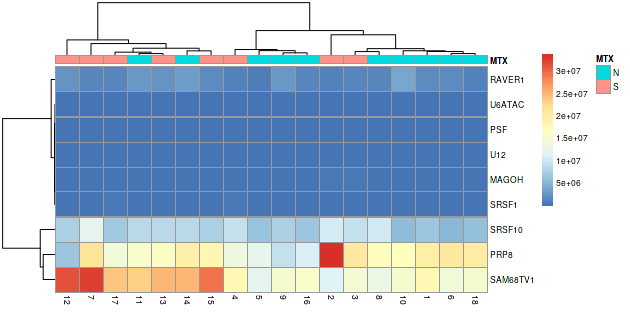 MTX
MTX
N
S
3e+07
2.5e+07
2e+07
1.5e+07
1e+07
5e+06
RAVER1
U6ATAC
PSF
U12
MAGOH
SRSF1
SRSF10
PRP8
SAM68TV1
12 7 17 11 13 14 15 4 5 9 16 2 3 8 10 1 6 18